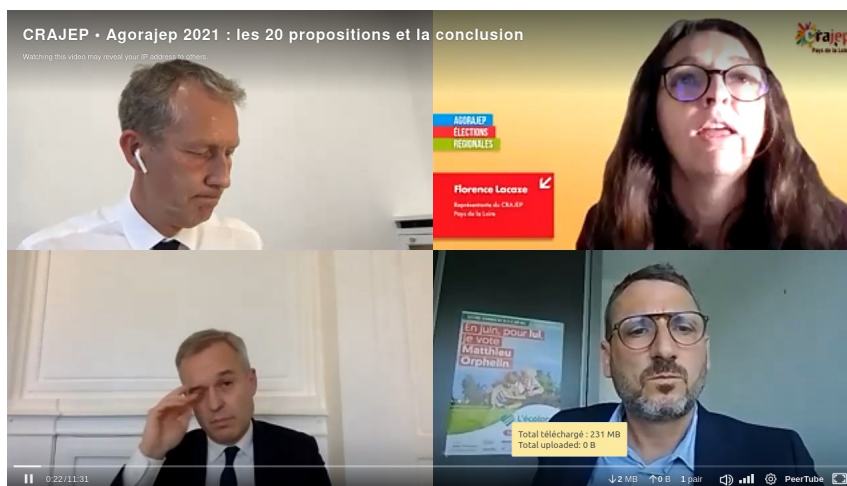 CRAJEP • Agorajep 2021 : les 20 propositions et la conclusion
Watching this video may reveal your IP address to others.
Crajep
Pays de la Loire
AGORAJEP
ÉLECTIONS
RÉGIONALES
Florence Lacaze
Représentante du CRAJEP
Pays de la Loire
En juin, pour lui,
je vote
Matthieu
Orphelin
L'écolo
Total téléchargé : 231 MB
Total uploaded: 0 B
0:22/11:31
2 MB
0 B
1 pair
PeerTube